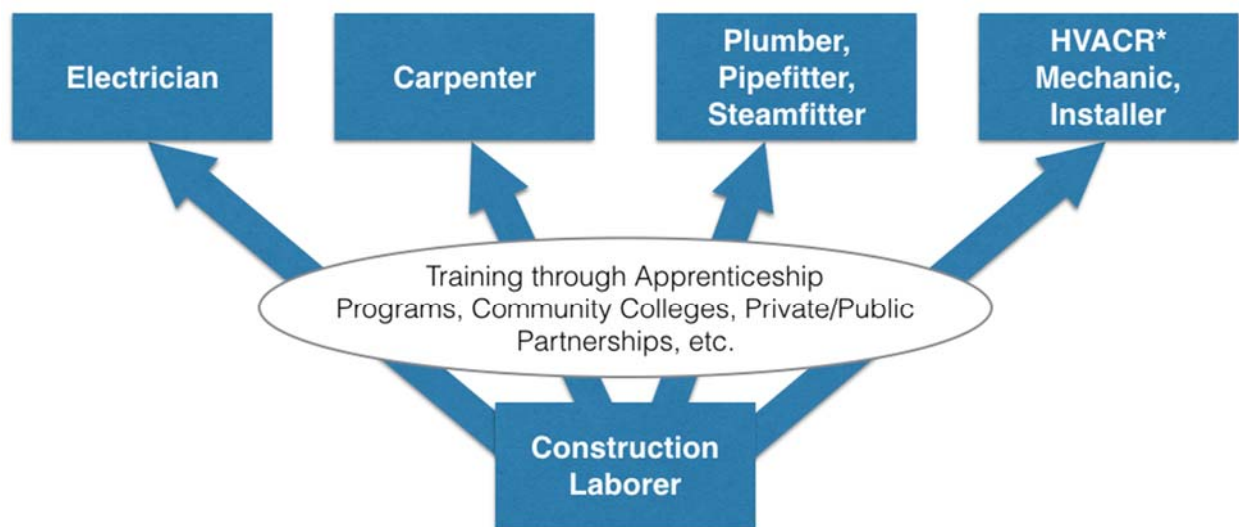 Electrician
Carpenter
Plumber,
Pipefitter,
Steamfitter
HVACR*
Mechanic,
Installer
Training through Apprenticeship
Programs, Community Colleges, Private/Public
Partnerships, etc.
Construction
Laborer